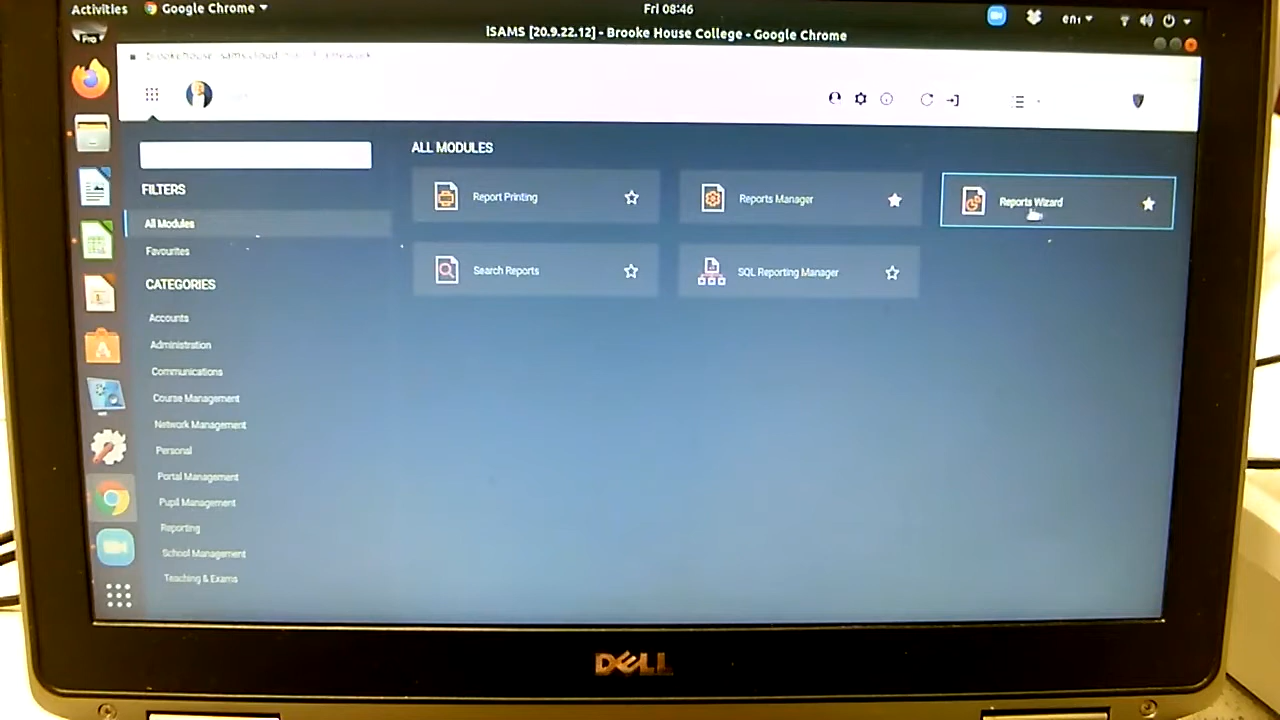 Activities Google Chrome Fri 08:46 en₁
iSAMS [20.9.22.12] - Brooke House College - Google Chrome
Pro
ALL MODULES
FILTERS
Report Printing
Reports Manager
Reports Wizard
All Modules
Favourites
Search Reports
SQL Reporting Manager
CATEGORIES
Accounts
Administration
Communications
Course Management
Network Management
Personal
Portal Management
Pupil Management
Reporting
School Management
Teaching & Exams
DELL